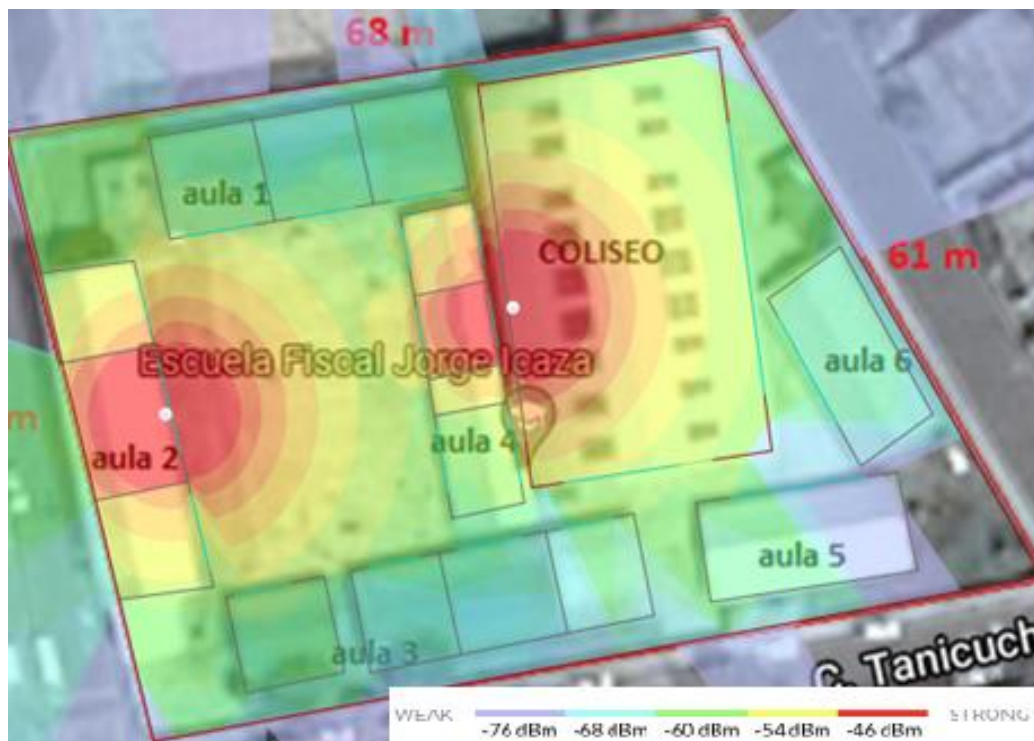 68 m
aula 1
COLISEO
61 m
Escuela Fiscal Jorge Icaza
aula 6
m
aula 2
aula 4
aula 5
aula 3
C. Tanicuch
WEAK
STRONG
-76 dBm
-68 dBm
-60 dBm
-54 dBm
-46 dBm